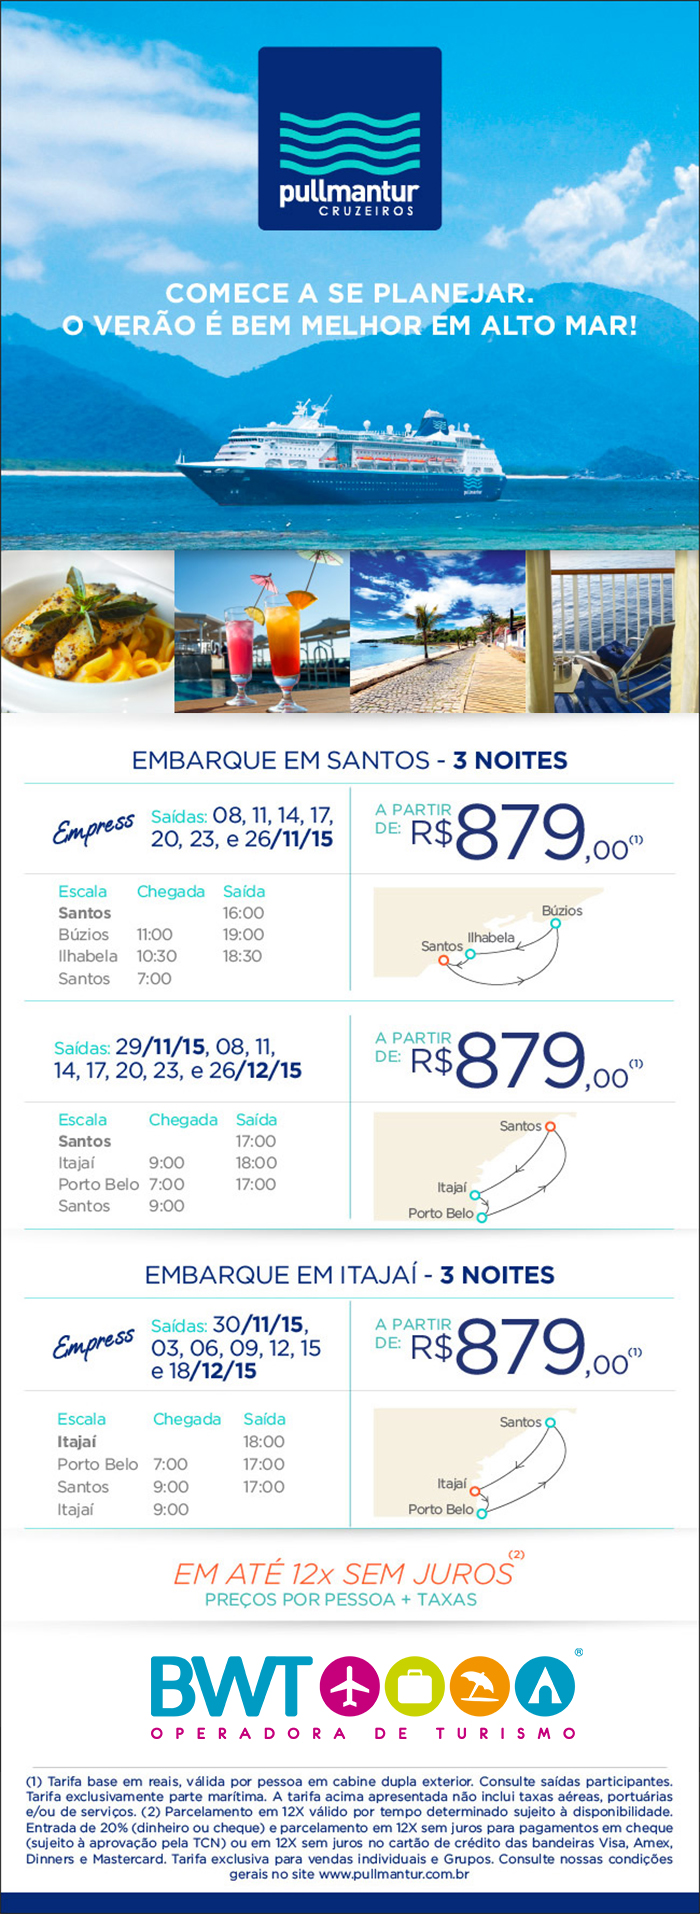 pullmantur
CRUZEIROS
COMECE A SE PLANEJAR.
O VERÃO É BEM MELHOR EM ALTO MAR!
pullmantur
EMBARQUE EM SANTOS - 3 NOITES
Empress
Saídas: 08, 11, 14, 17,
20, 23, e 26/11/15
A PARTIR
DE: R$879,00(1)
Escala Chegada Saída
Santos 16:00
Búzios 11:00 19:00
Ilhabela 10:30 18:30
Santos 7:00
Búzios
Ilhabela
Santos
Saídas: 29/11/15, 08, 11,
14, 17, 20, 23, e 26/12/15
A PARTIR
DE: R$879,00(1)
Escala Chegada Saída
Santos 17:00
Itajaí 9:00 18:00
Porto Belo 7:00 17:00
Santos 9:00
Santos
Itajaí
Porto Belo
EMBARQUE EM ITAJAÍ - 3 NOITES
Empress
Saídas: 30/11/15,
03, 06, 09, 12, 15
e 18/12/15
A PARTIR
DE: R$879,00(1)
Escala Chegada Saída
Itajaí 18:00
Porto Belo 7:00 17:00
Santos 9:00 17:00
Itajaí 9:00
Santos
Itajaí
Porto Belo
EM ATÉ 12x SEM JUROS(2)
PREÇOS POR PESSOA + TAXAS
BWT ®
OPERADORA DE TURISMO
(1) Tarifa base em reais, válida por pessoa em cabine dupla exterior. Consulte saídas participantes.
Tarifa exclusivamente parte marítima. A tarifa acima apresentada não inclui taxas aéreas, portuárias
e/ou de serviços. (2) Parcelamento em 12X válido por tempo determinado sujeito à disponibilidade.
Entrada de 20% (dinheiro ou cheque) e parcelamento em 12X sem juros para pagamentos em cheque
(sujeito à aprovação pela TCN) ou em 12X sem juros no cartão de crédito das bandeiras Visa, Amex,
Dinners e Mastercard. Tarifa exclusiva para vendas individuais e Grupos. Consulte nossas condições
gerais no site www.pullmantur.com.br